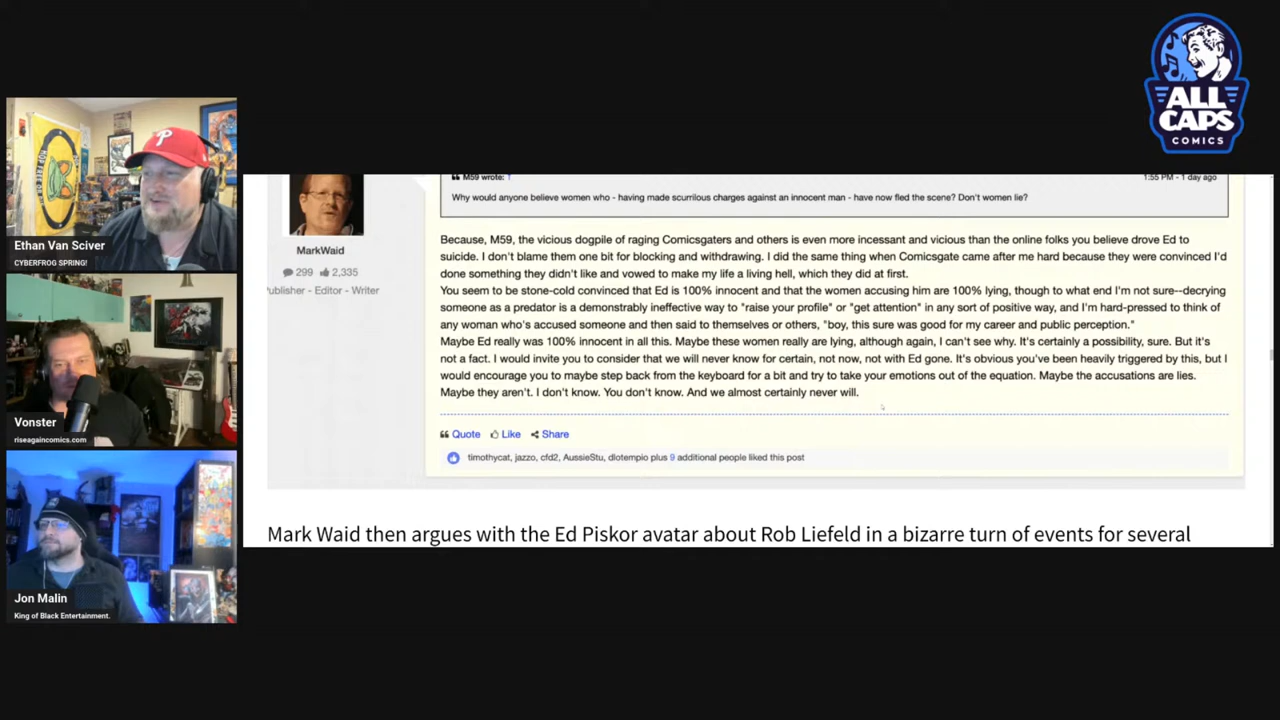 ALL
CAPS
COMICS
Ethan Van Sciver
CYBERFROG SPRING!
Vonster
riseagaincomics.com
Jon Malin
King of Black Entertainment.
MarkWaid
299 2,335
Publisher - Editor - Writer
M59 wrote: ↑ 1:55 PM - 1 day ago
Why would anyone believe women who - having made scurrilous charges against an innocent man - have now fled the scene? Don't women lie?
Because, M59, the vicious dogpile of raging Comicsgaters and others is even more incessant and vicious than the online folks you believe drove Ed to
suicide. I don't blame them one bit for blocking and withdrawing. I did the same thing when Comicsgate came after me hard because they were convinced I'd
done something they didn't like and vowed to make my life a living hell, which they did at first.
You seem to be stone-cold convinced that Ed is 100% innocent and that the women accusing him are 100% lying, though to what end I'm not sure--decrying
someone as a predator is a demonstrably ineffective way to "raise your profile" or "get attention" in any sort of positive way, and I'm hard-pressed to think of
any woman who's accused someone and then said to themselves or others, "boy, this sure was good for my career and public perception."
Maybe Ed really was 100% innocent in all this. Maybe these women really are lying, although again, I can't see why. It's certainly a possibility, sure. But it's
not a fact. I would invite you to consider that we will never know for certain, not now, not with Ed gone. It's obvious you've been heavily triggered by this, but I
would encourage you to maybe step back from the keyboard for a bit and try to take your emotions out of the equation. Maybe the accusations are lies.
Maybe they aren't. I don't know. You don't know. And we almost certainly never will.
Quote Like Share
timothycat, jazzo, cfd2, AussieStu, dlotempio plus 9 additional people liked this post
Mark Waid then argues with the Ed Piskor avatar about Rob Liefeld in a bizarre turn of events for several